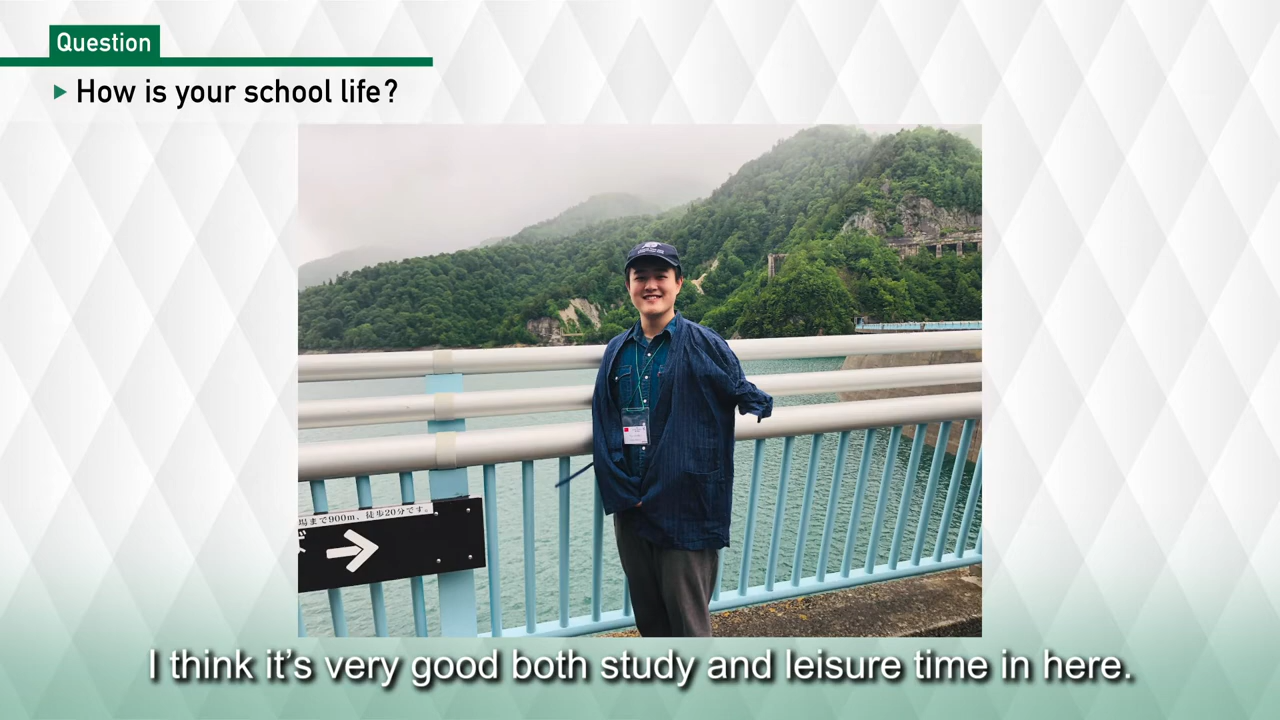 Question
How is your school life?
場まで900m、徒歩20分です。
I think it's very good both study and leisure time in here.